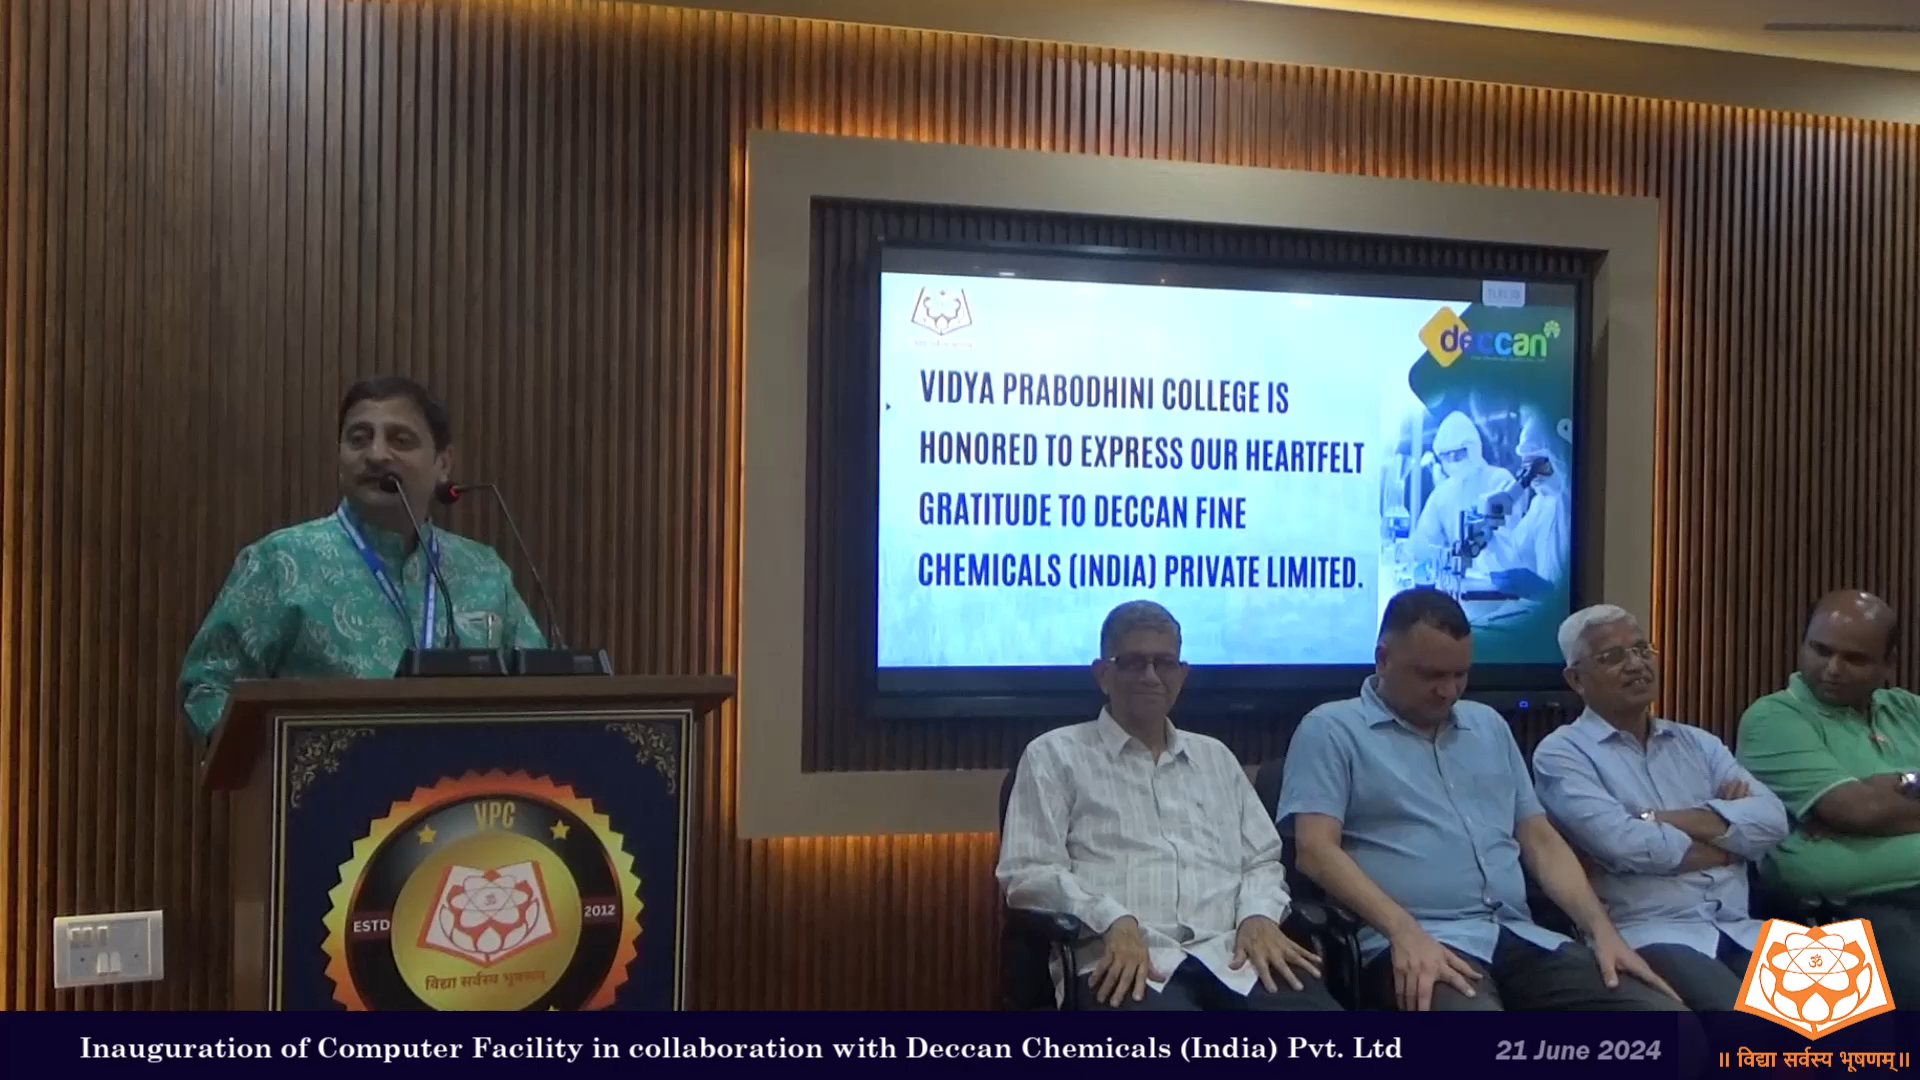 deccan
VIDYA PRABODHINI COLLEGE IS
HONORED TO EXPRESS OUR HEARTFELT
GRATITUDE TO DECCAN FINE
CHEMICALS (INDIA) PRIVATE LIMITED.
VPC
ESTD
2012
ॐ
विद्या सर्वस्य भूषणम्
Inauguration of Computer Facility in collaboration with Deccan Chemicals (India) Pvt. Ltd
21 June 2024
ॐ
॥ विद्या सर्वस्य भूषणम् ॥